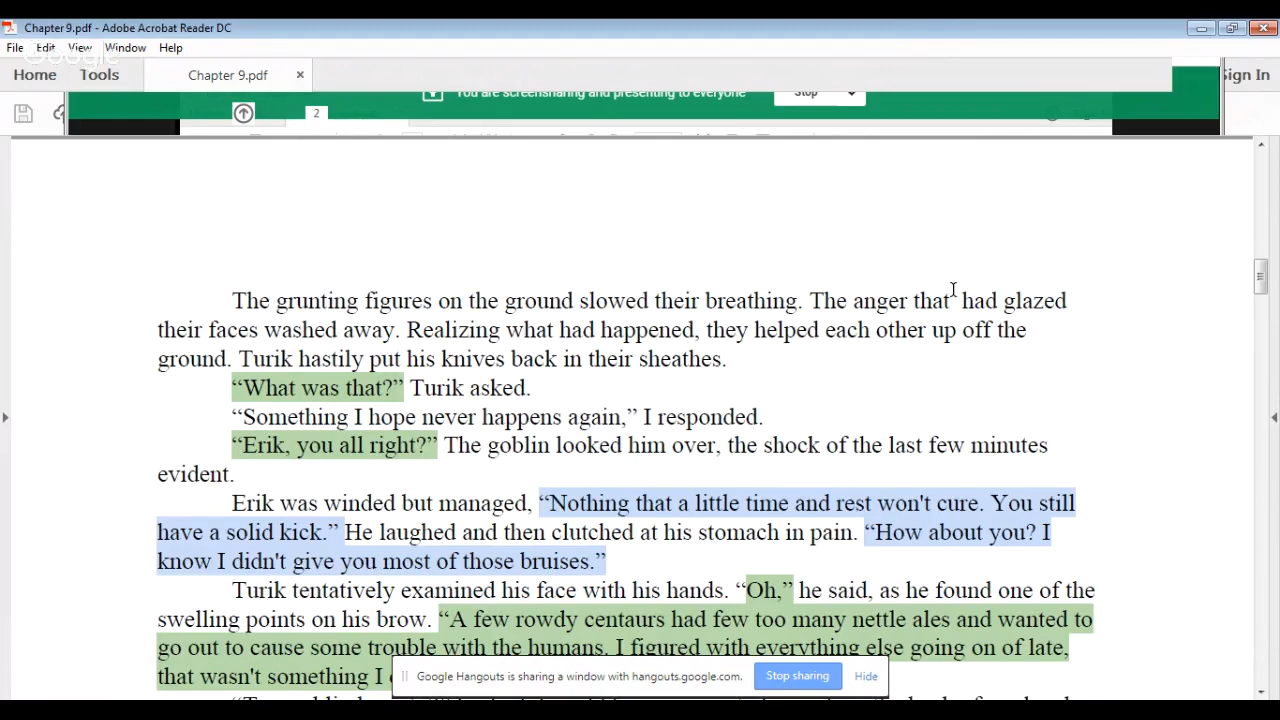 Chapter 9.pdf - Adobe Acrobat Reader DC
File Edit View Window Help
Google
Home Tools Chapter 9.pdf × Sign In
You are screensharing and presenting to everyone Stop
2
The grunting figures on the ground slowed their breathing. The anger that had glazed
their faces washed away. Realizing what had happened, they helped each other up off the
ground. Turik hastily put his knives back in their sheathes.
“What was that?” Turik asked.
“Something I hope never happens again,” I responded.
“Erik, you all right?” The goblin looked him over, the shock of the last few minutes
evident.
Erik was winded but managed, “Nothing that a little time and rest won't cure. You still
have a solid kick.” He laughed and then clutched at his stomach in pain. “How about you? I
know I didn't give you most of those bruises.”
Turik tentatively examined his face with his hands. “Oh,” he said, as he found one of the
swelling points on his brow. “A few rowdy centaurs had few too many nettle ales and wanted to
go out to cause some trouble with the humans. I figured with everything else going on of late,
that wasn't something I
Google Hangouts is sharing a window with hangouts.google.com. Stop sharing Hide